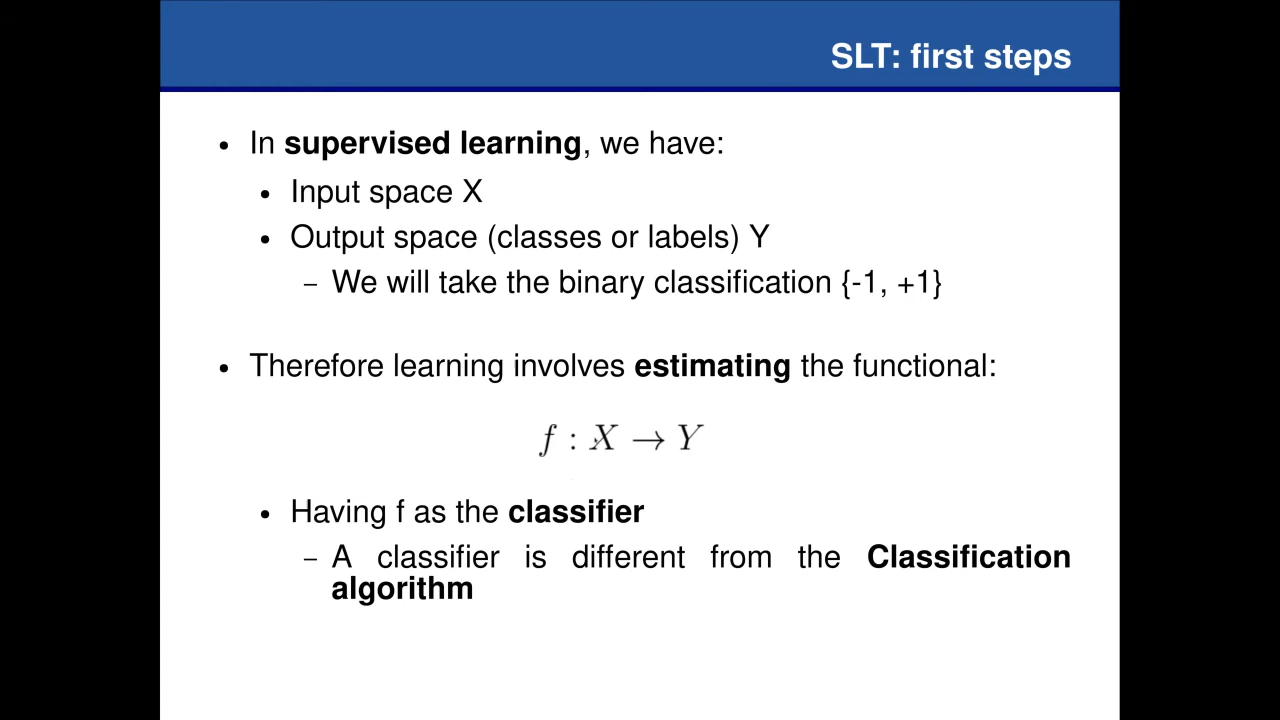 SLT: first steps
• In supervised learning, we have:
• Input space X
• Output space (classes or labels) Y
– We will take the binary classification {-1, +1}
• Therefore learning involves estimating the functional:
f : X → Y
• Having f as the classifier
– A classifier is different from the Classification
algorithm